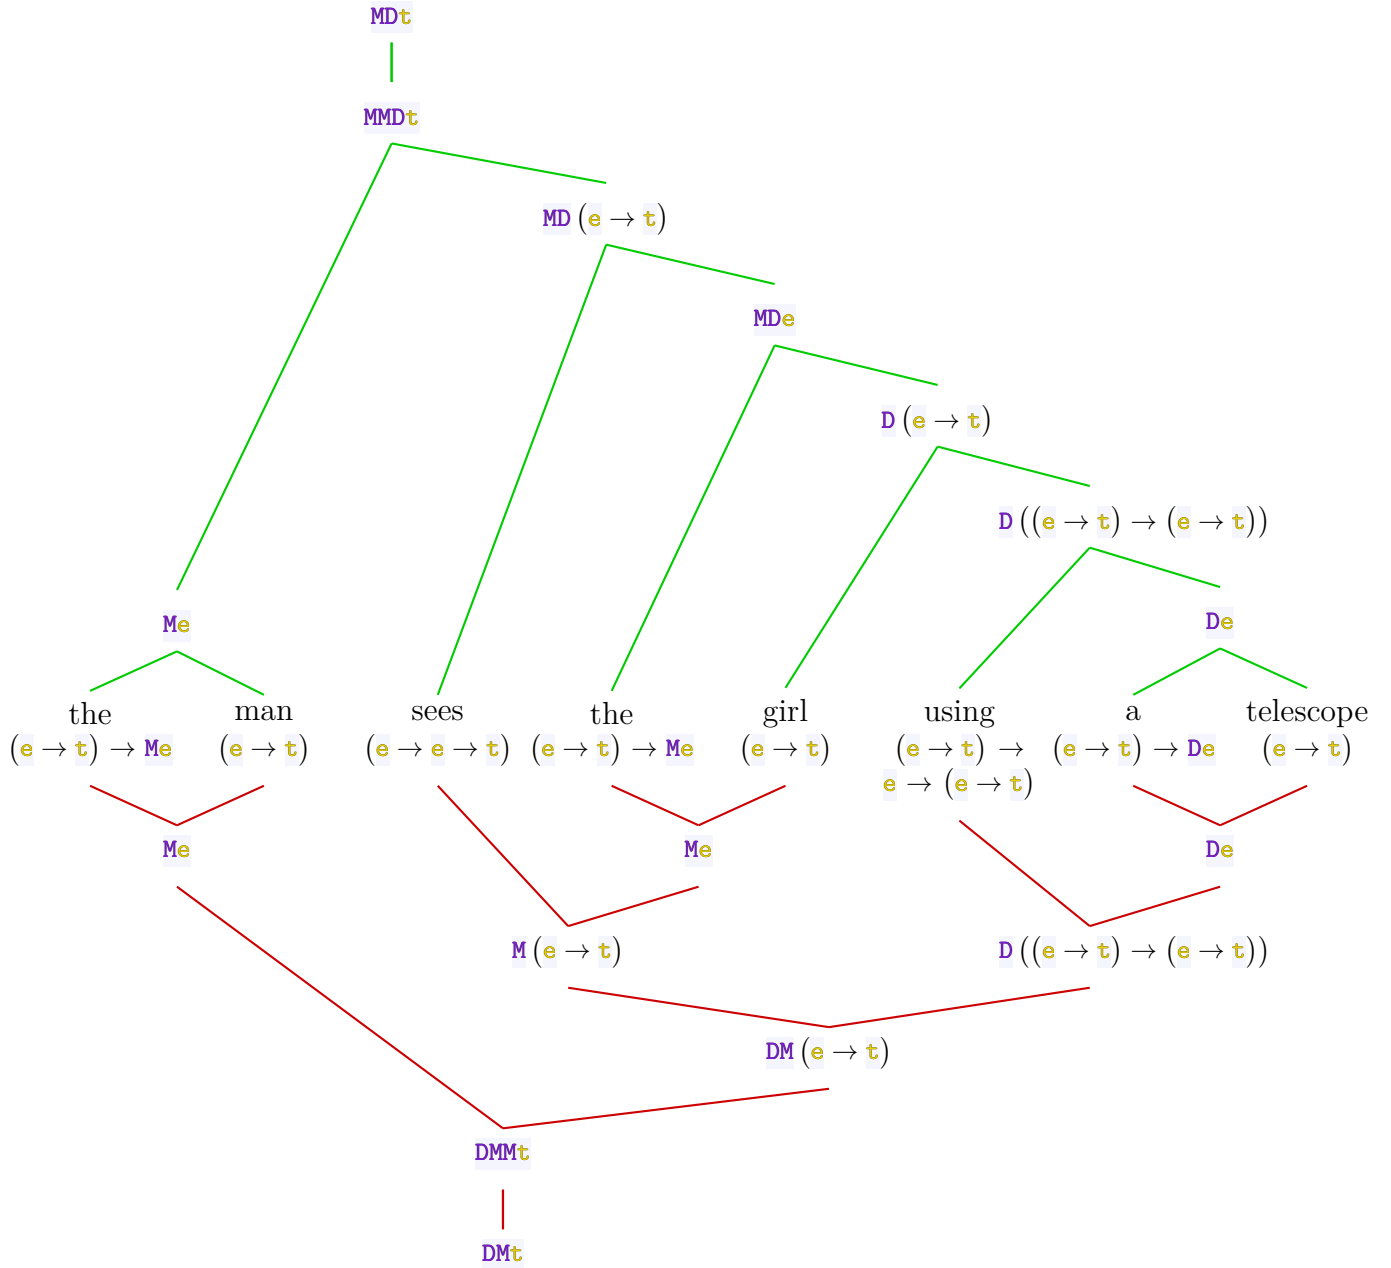 MDt
MMDt
MD (e → t)
MDe
D (e → t)
D ((e → t) → (e → t))
Me De
the man sees the girl using a telescope
(e → t) → Me (e → t) (e → e → t) (e → t) → Me (e → t) (e → t) → (e → t) → De (e → t)
e → (e → t)
Me Me De
M (e → t) D ((e → t) → (e → t))
DM (e → t)
DMMt
DMt